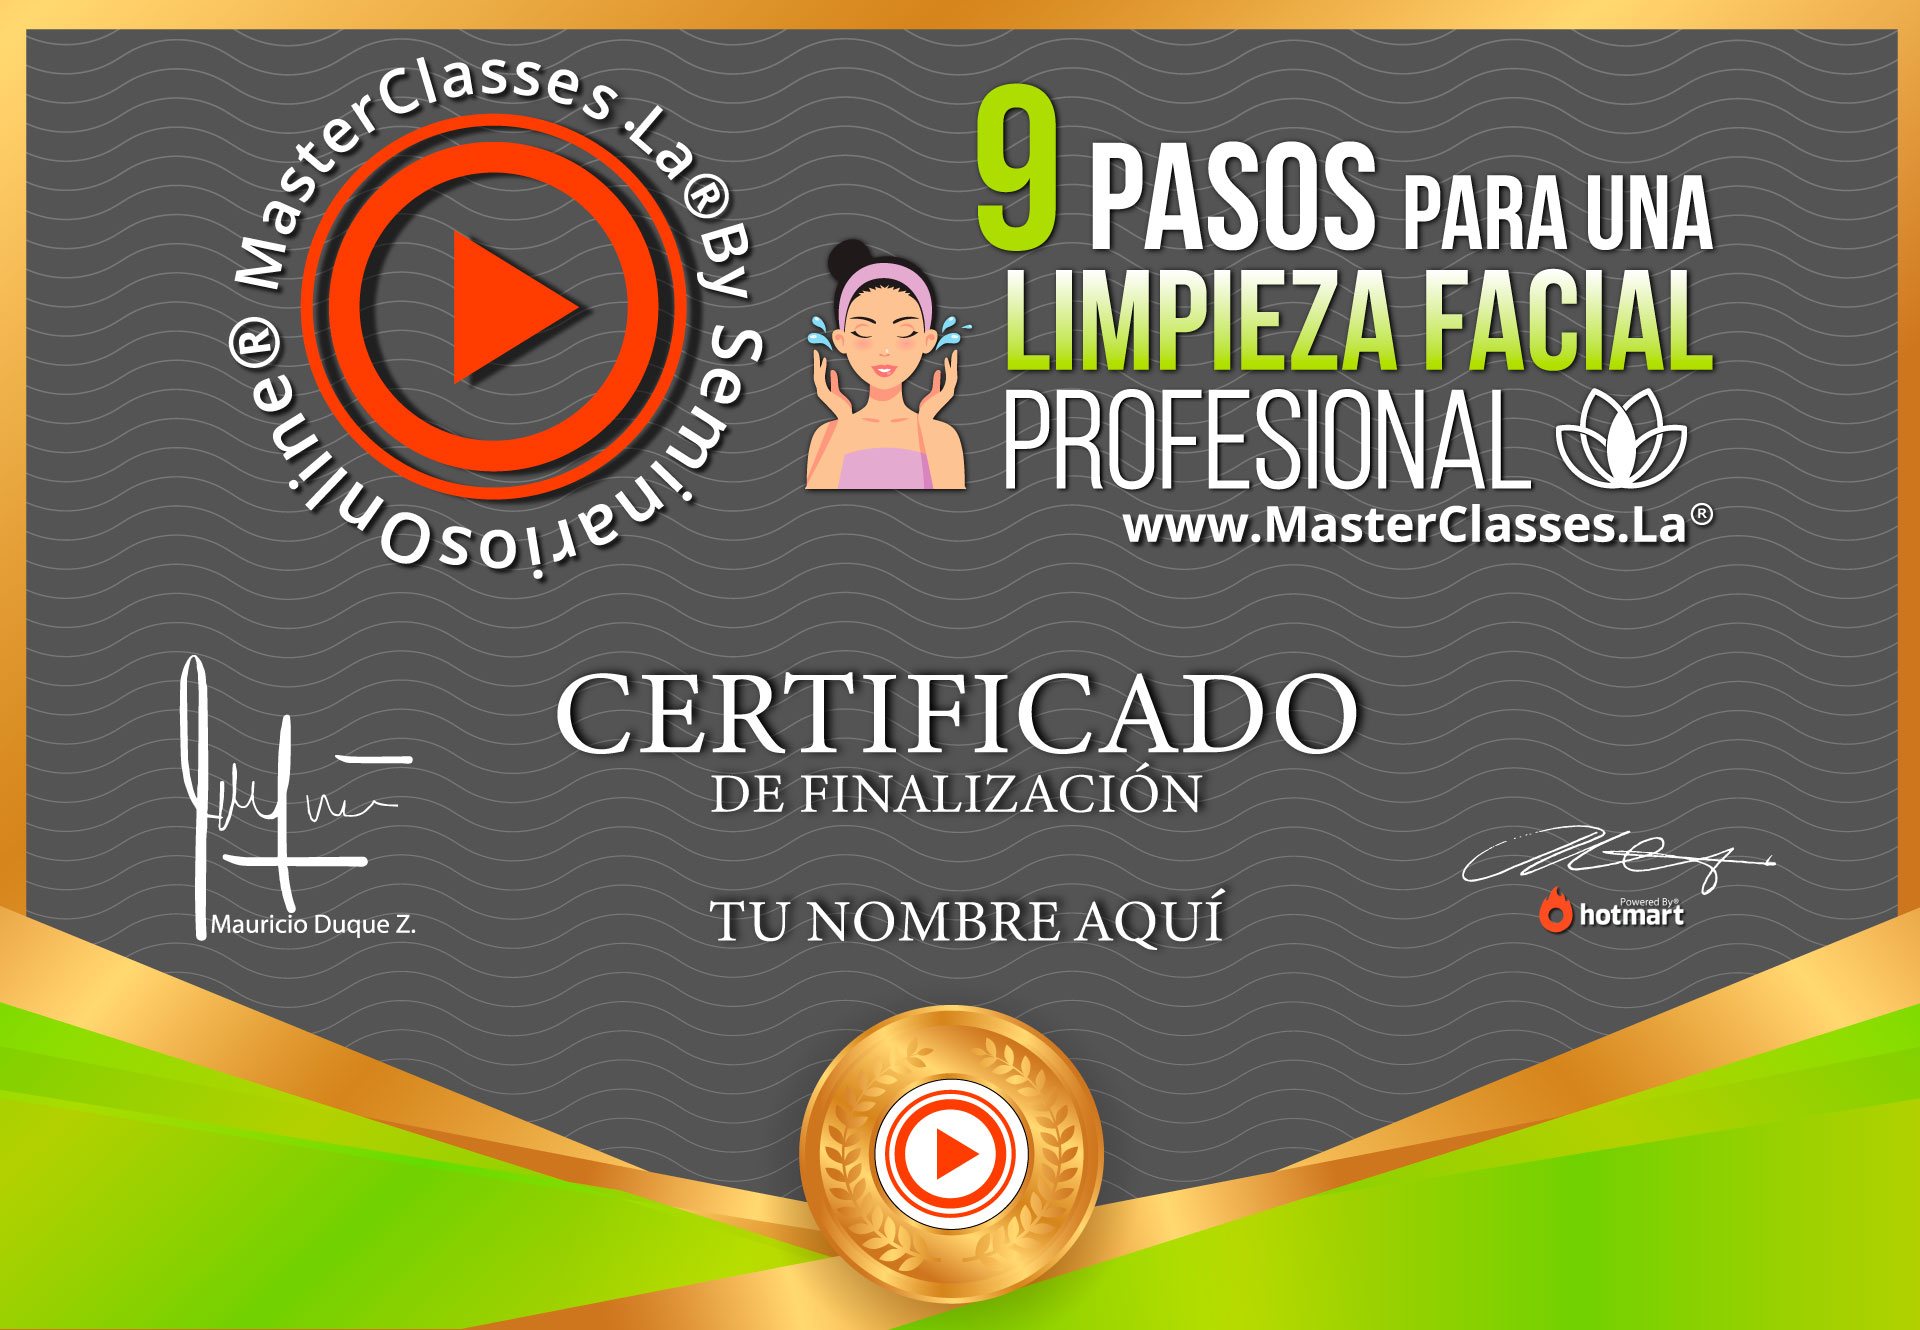 MasterClasses.La® By SeminariosOnline®
9 PASOS PARA UNA
LIMPIEZA FACIAL
PROFESIONAL
www.MasterClasses.La®
CERTIFICADO
DE FINALIZACIÓN
Mauricio Duque Z.
TU NOMBRE AQUÍ
Powered By®
hotmart